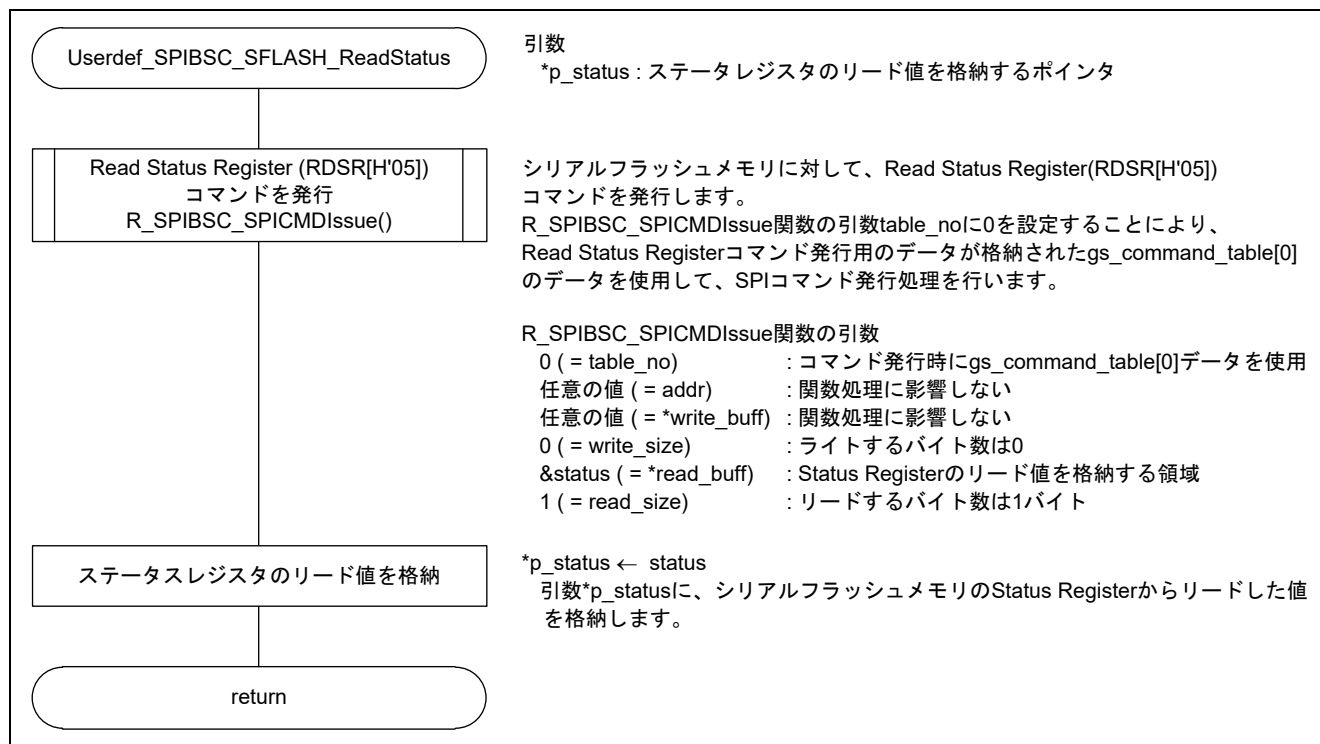 Userdef_SPIBSC_SFLASH_ReadStatus
引数
*p_status : ステータレジスタのリード値を格納するポインタ
Read Status Register (RDSR[H'05])
コマンドを発行
R_SPIBSC_SPICMDIssue()
シリアルフラッシュメモリに対して、Read Status Register(RDSR[H'05])
コマンドを発行します。
R_SPIBSC_SPICMDIssue関数の引数table_noに0を設定することにより、
Read Status Registerコマンド発行用のデータが格納されたgs_command_table[0]
のデータを使用して、SPIコマンド発行処理を行います。
R_SPIBSC_SPICMDIssue関数の引数
0 ( = table_no) : コマンド発行時にgs_command_table[0]データを使用
任意の値 ( = addr) : 関数処理に影響しない
任意の値 ( = *write_buff) : 関数処理に影響しない
0 ( = write_size) : ライトするバイト数は0
&status ( = *read_buff) : Status Registerのリード値を格納する領域
1 ( = read_size) : リードするバイト数は1バイト
ステータスレジスタのリード値を格納
*p_status ← status
引数*p_statusに、シリアルフラッシュメモリのStatus Registerからリードした値
を格納します。
return